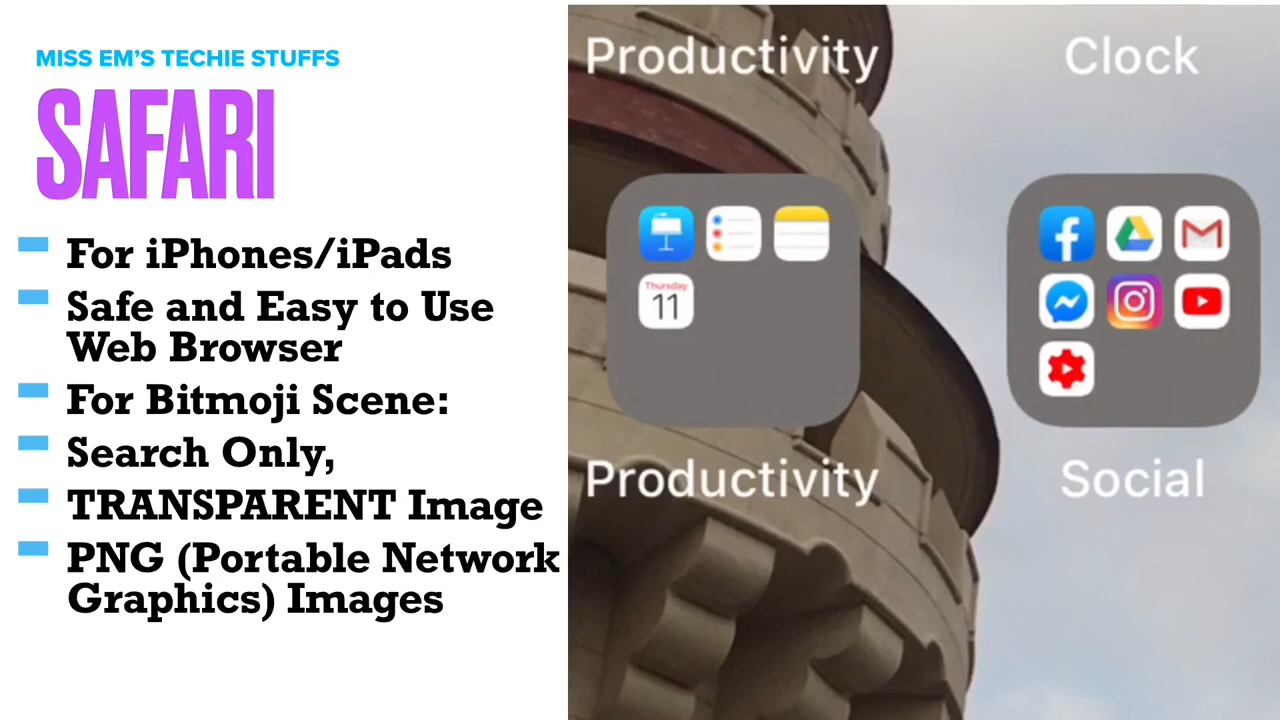 MISS EM'S TECHIE STUFFS
SAFARI
For iPhones/iPads
Safe and Easy to Use
Web Browser
For Bitmoji Scene:
Search Only,
TRANSPARENT Image
PNG (Portable Network
Graphics) Images
Productivity
Clock
Thursday
11
Productivity
Social